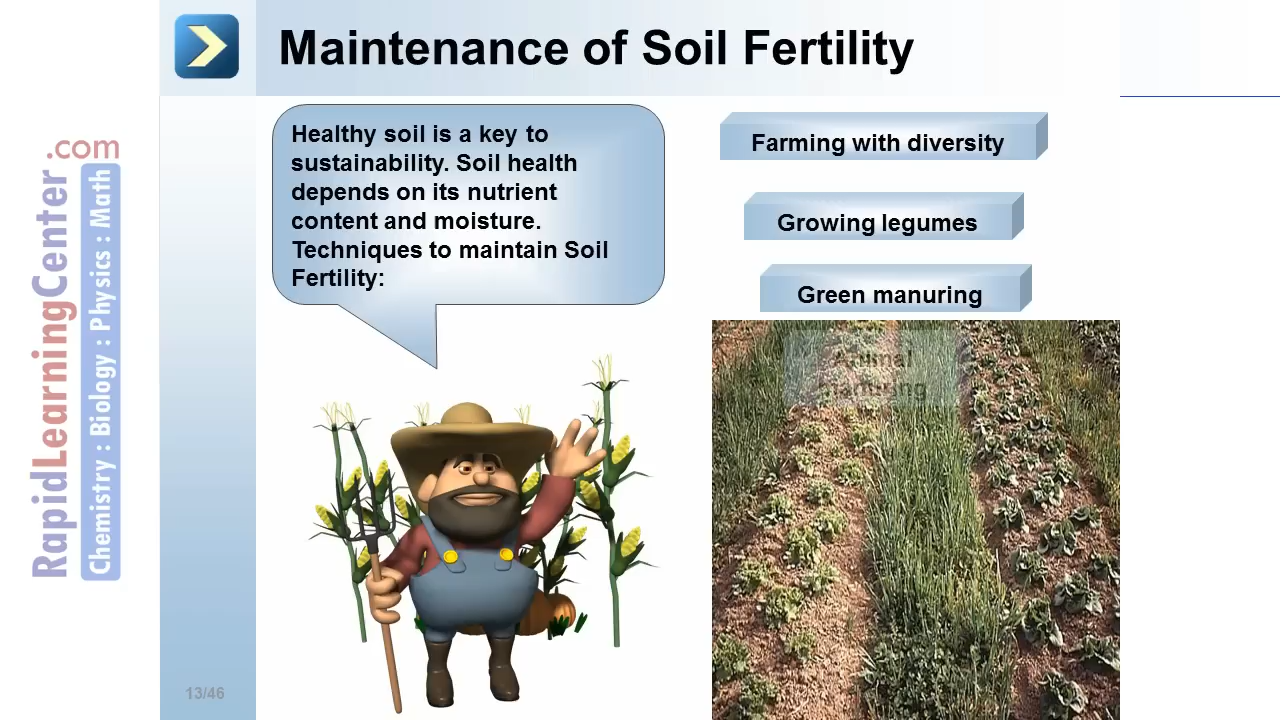 Maintenance of Soil Fertility
Healthy soil is a key to
sustainability. Soil health
depends on its nutrient
content and moisture.
Techniques to maintain Soil
Fertility:
Farming with diversity
Growing legumes
Green manuring
Animal
manuring
RapidLearningCenter.com
Chemistry : Biology : Physics : Math
13/46